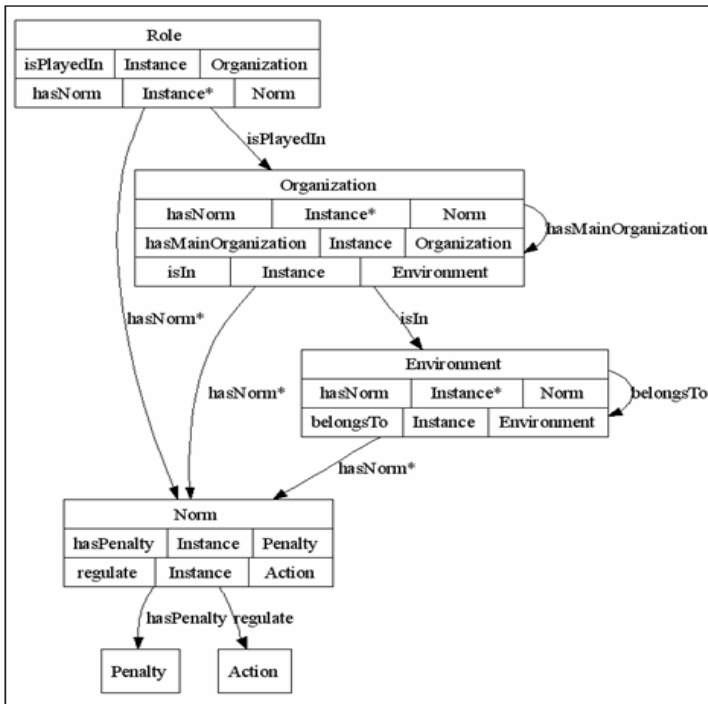 Role
isPlayedIn Instance Organization
hasNorm Instance* Norm
isPlayedIn
Organization
hasNorm Instance* Norm
hasMainOrganization Instance Organization
hasMainOrganization
isIn Instance Environment
hasNorm*
isIn
Environment
hasNorm*
hasNorm Instance* Norm
belongsTo
belongsTo Instance Environment
hasNorm*
Norm
hasPenalty Instance Penalty
regulate Instance Action
hasPenalty regulate
Penalty Action